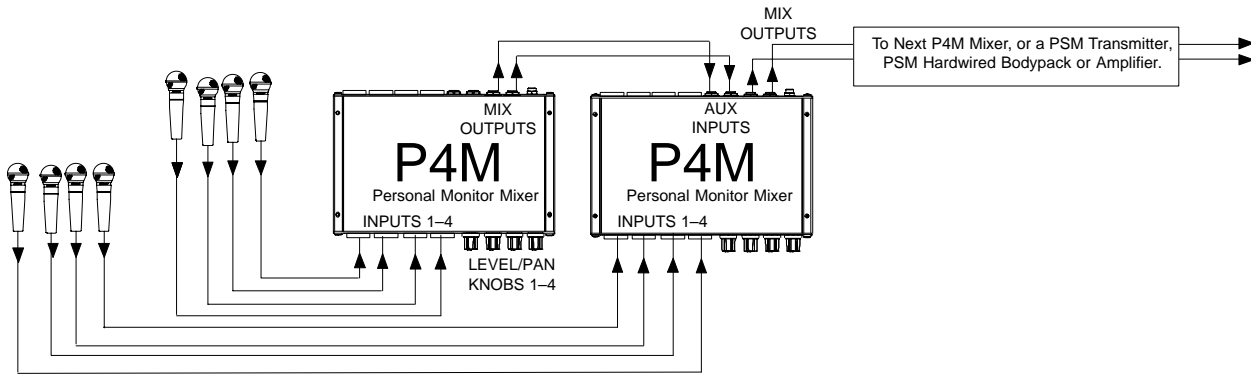 MIX
OUTPUTS
To Next P4M Mixer, or a PSM Transmitter,
PSM Hardwired Bodypack or Amplifier.
MIX
OUTPUTS
P4M
Personal Monitor Mixer
INPUTS 1–4
LEVEL/PAN
KNOBS 1–4
AUX
INPUTS
P4M
Personal Monitor Mixer
INPUTS 1–4